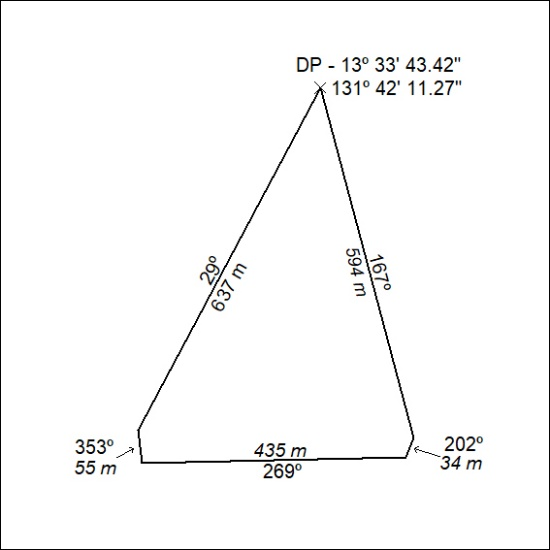 DP - 13º 33' 43.42"
131º 42' 11.27"
29º
637 m
167º
594 m
353º
55 m
435 m
269º
202º
34 m